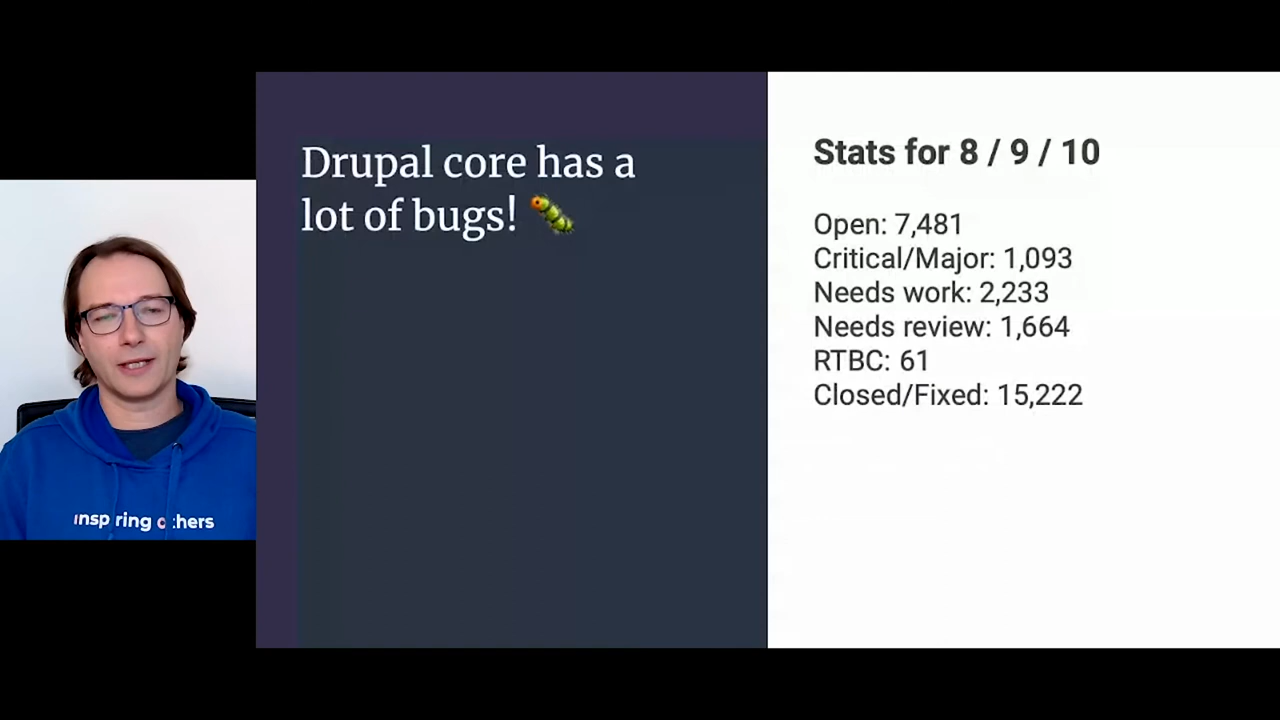 Drupal core has a
lot of bugs! 🐛
Stats for 8 / 9 / 10
Open: 7,481
Critical/Major: 1,093
Needs work: 2,233
Needs review: 1,664
RTBC: 61
Closed/Fixed: 15,222